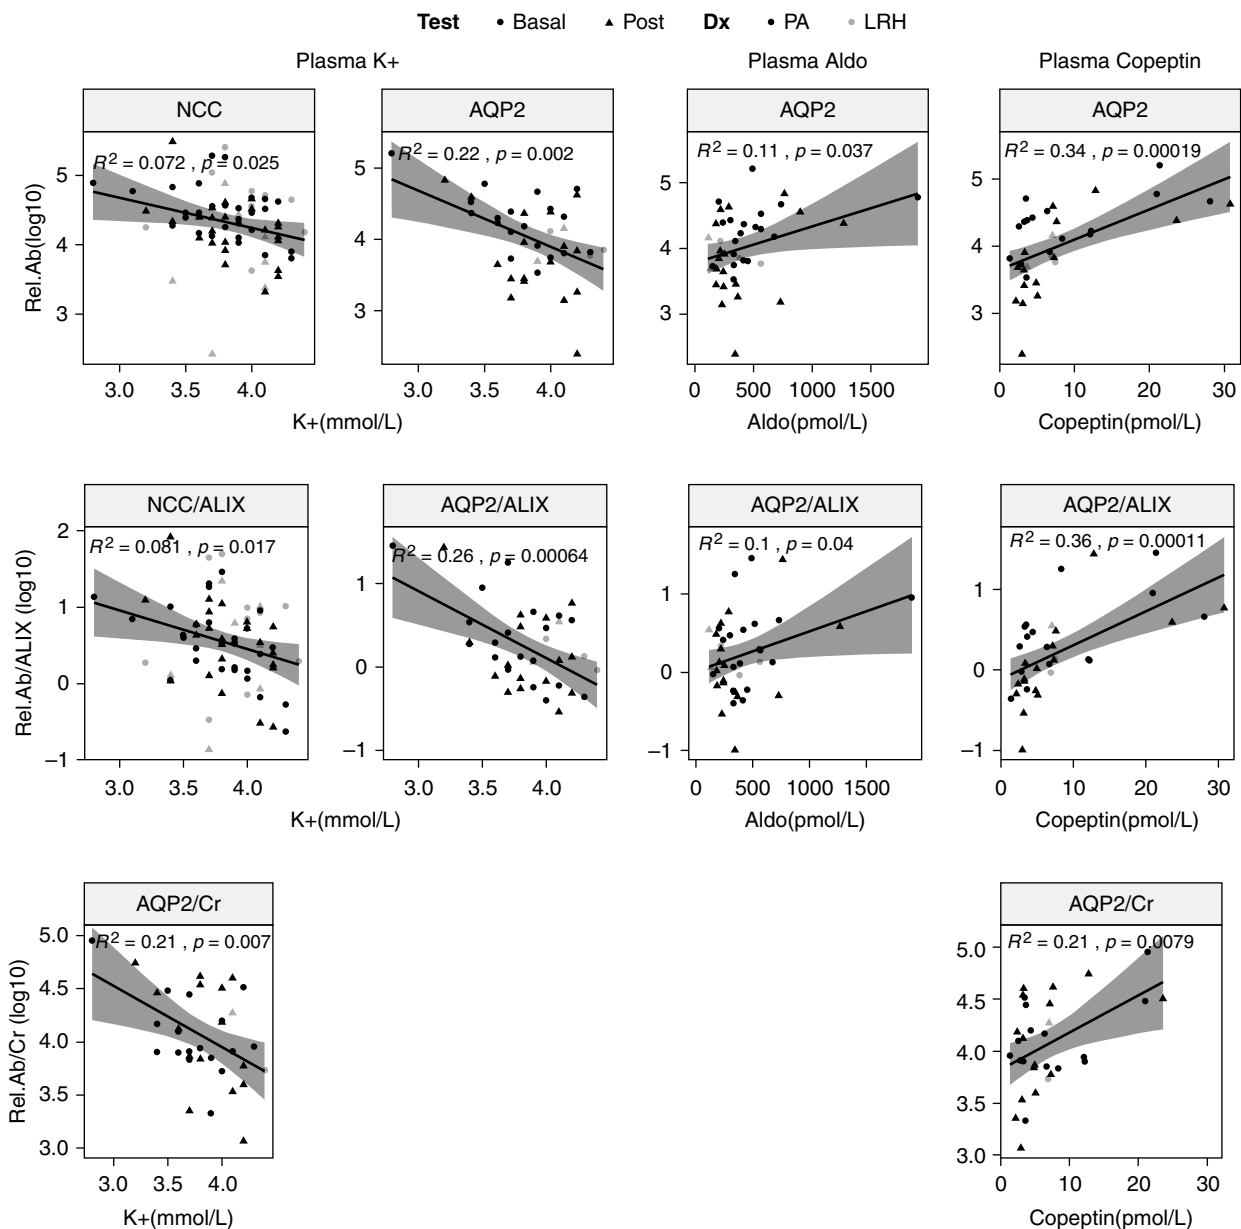 Test Basal Post Dx PA LRH
Plasma K+ Plasma Aldo Plasma Copeptin
NCC AQP2 AQP2 AQP2
R2 = 0.072 , p = 0.025
R2 = 0.22 , p = 0.002
R2 = 0.11 , p = 0.037
R2 = 0.34 , p = 0.00019
Rel.Ab(log10)
5
4
3
5
4
3
5
4
3
5
4
3
3.0 3.5 4.0
3.0 3.5 4.0
0 500 1000 1500
0 10 20 30
K+(mmol/L) Aldo(pmol/L) Copeptin(pmol/L)
NCC/ALIX AQP2/ALIX AQP2/ALIX AQP2/ALIX
R2 = 0.081 , p = 0.017
R2 = 0.26 , p = 0.00064
R2 = 0.1 , p = 0.04
R2 = 0.36 , p = 0.00011
Rel.Ab/ALIX (log10)
2
1
0
−1
1
0
−1
1
0
−1
1
0
−1
3.0 3.5 4.0
3.0 3.5 4.0
0 500 1000 1500
0 10 20 30
K+(mmol/L) Aldo(pmol/L) Copeptin(pmol/L)
AQP2/Cr AQP2/Cr
R2 = 0.21 , p = 0.007
R2 = 0.21 , p = 0.0079
Rel.Ab/Cr (log10)
5.0
4.5
4.0
3.5
3.0
5.0
4.5
4.0
3.5
3.0
3.0 3.5 4.0
0 10 20 30
K+(mmol/L) Copeptin(pmol/L)